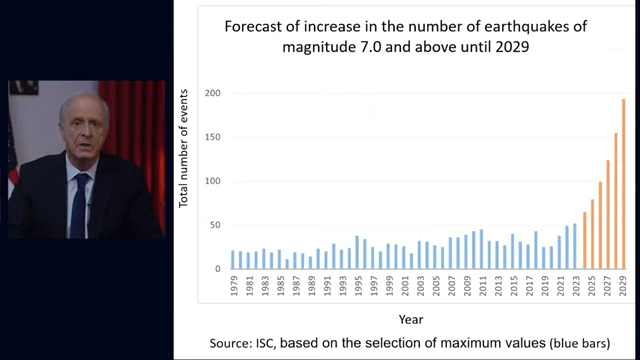 Forecast of increase in the number of earthquakes of
magnitude 7.0 and above until 2029
Total number of events
200
150
100
50
0
1979 1981 1983 1985 1987 1989 1991 1993 1995 1997 1999 2001 2003 2005 2007 2009 2011 2013 2015 2017 2019 2021 2023 2025 2027 2029
Year
Source: ISC, based on the selection of maximum values (blue bars)